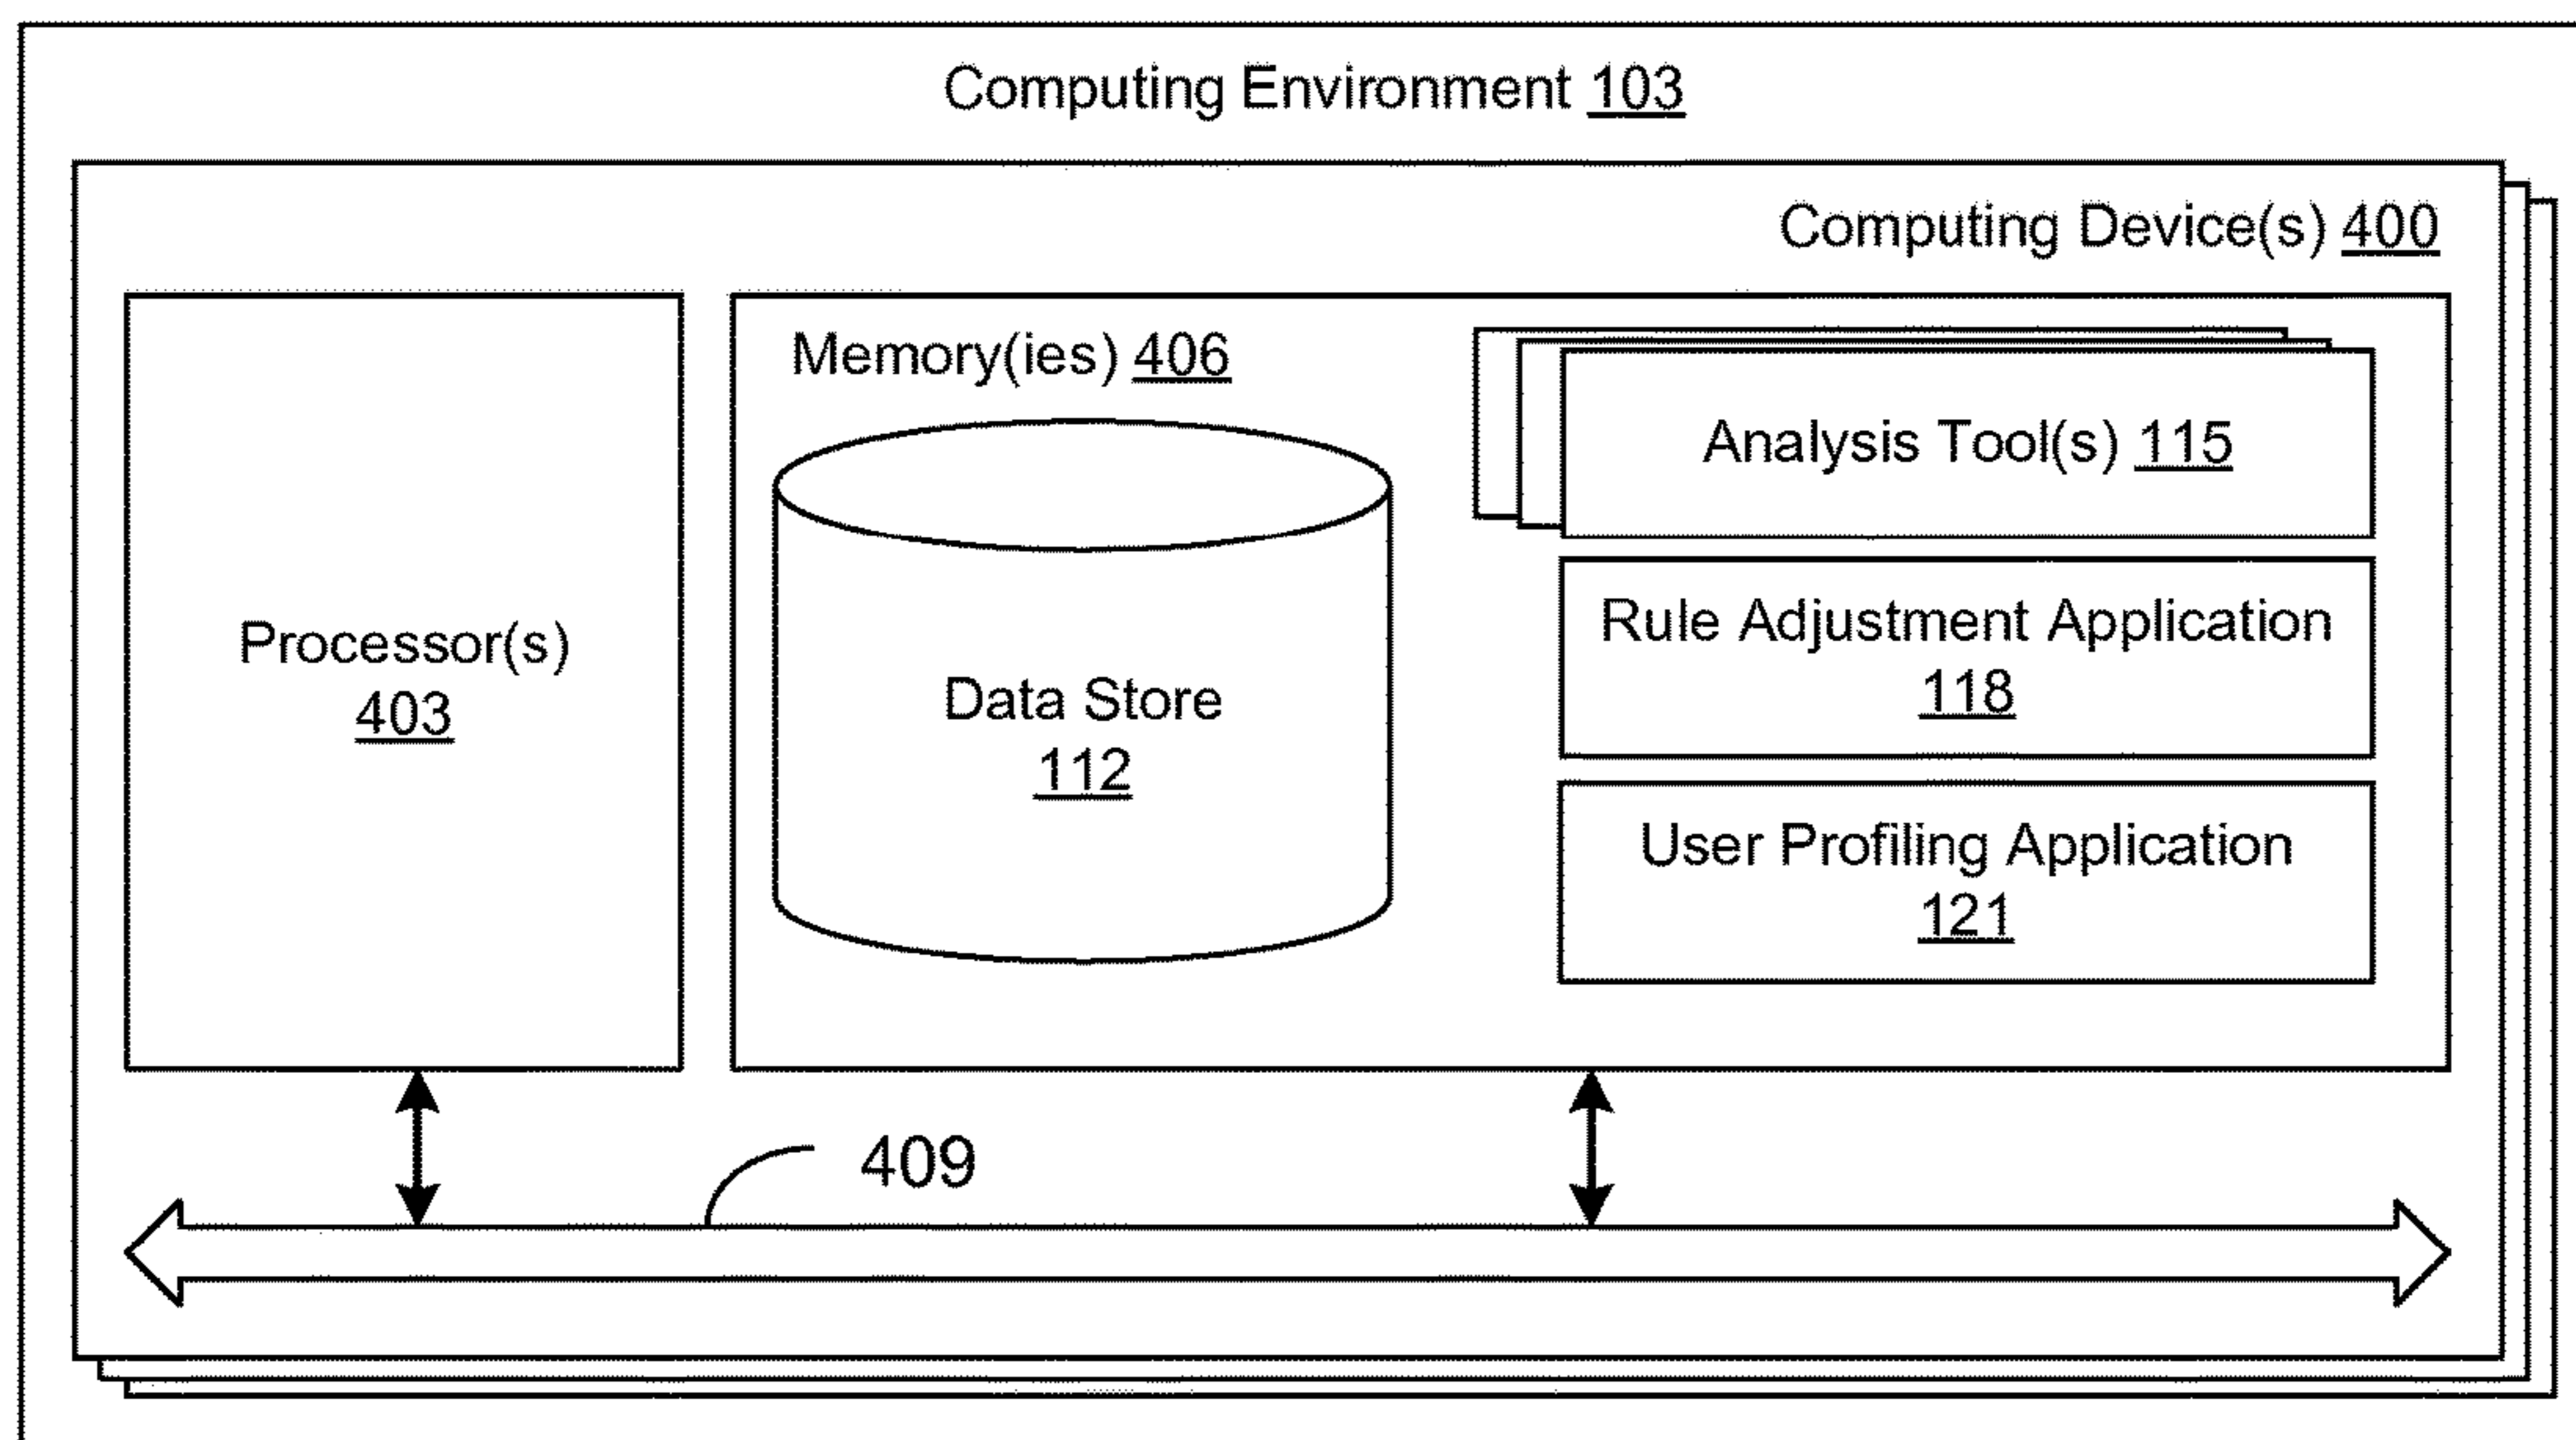 Computing Environment 103
Computing Device(s) 400
Memory(ies) 406
Analysis Tool(s) 115
Rule Adjustment Application
118
Processor(s)
403
Data Store
112
User Profiling Application
121
409